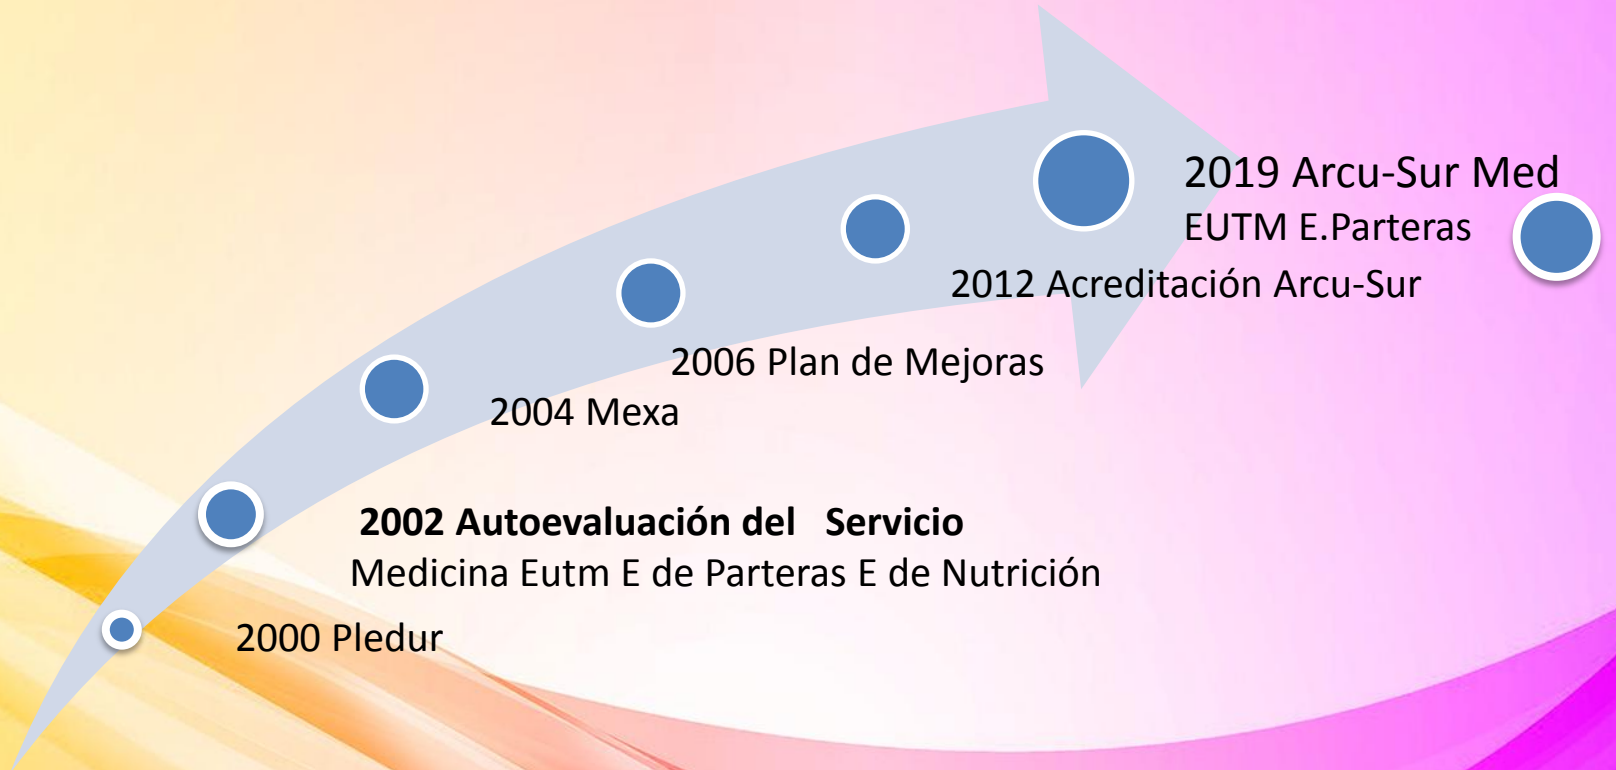 2019 Arcu-Sur Med
EUTM E.Parteras
2012 Acreditación Arcu-Sur
2006 Plan de Mejoras
2004 Mexa
2002 Autoevaluación del   Servicio
Medicina Eutm E de Parteras E de Nutrición
2000 Pledur